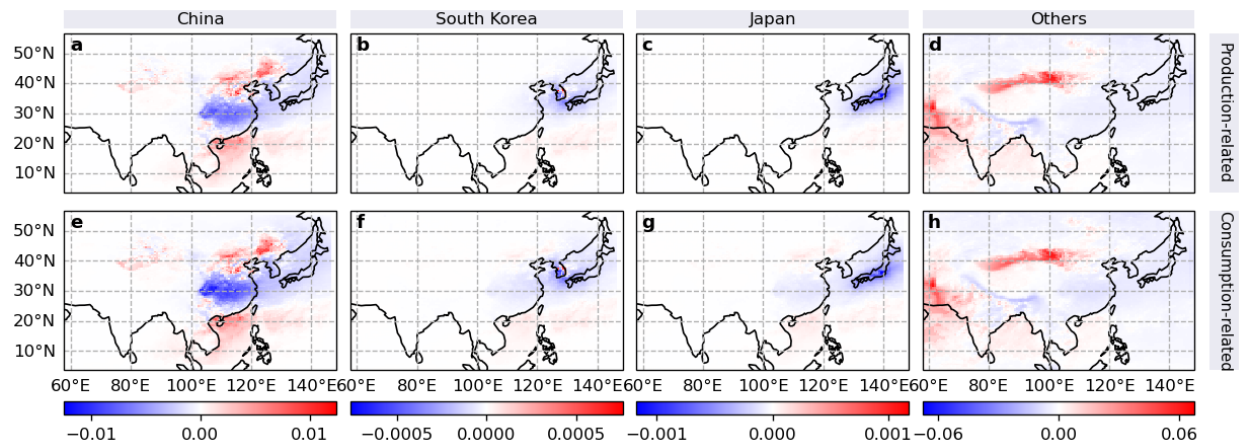 China South Korea Japan Others
a b c d
50°N
40°N
30°N
20°N
10°N
Production-related
e f g h
50°N
40°N
30°N
20°N
10°N
Consumption-related
60°E 80°E 100°E 120°E 140°E 60°E 80°E 100°E 120°E 140°E 60°E 80°E 100°E 120°E 140°E 60°E 80°E 100°E 120°E 140°E
−0.01 0.00 0.01 −0.0005 0.0000 0.0005 −0.001 0.000 0.001 −0.06 0.00 0.06